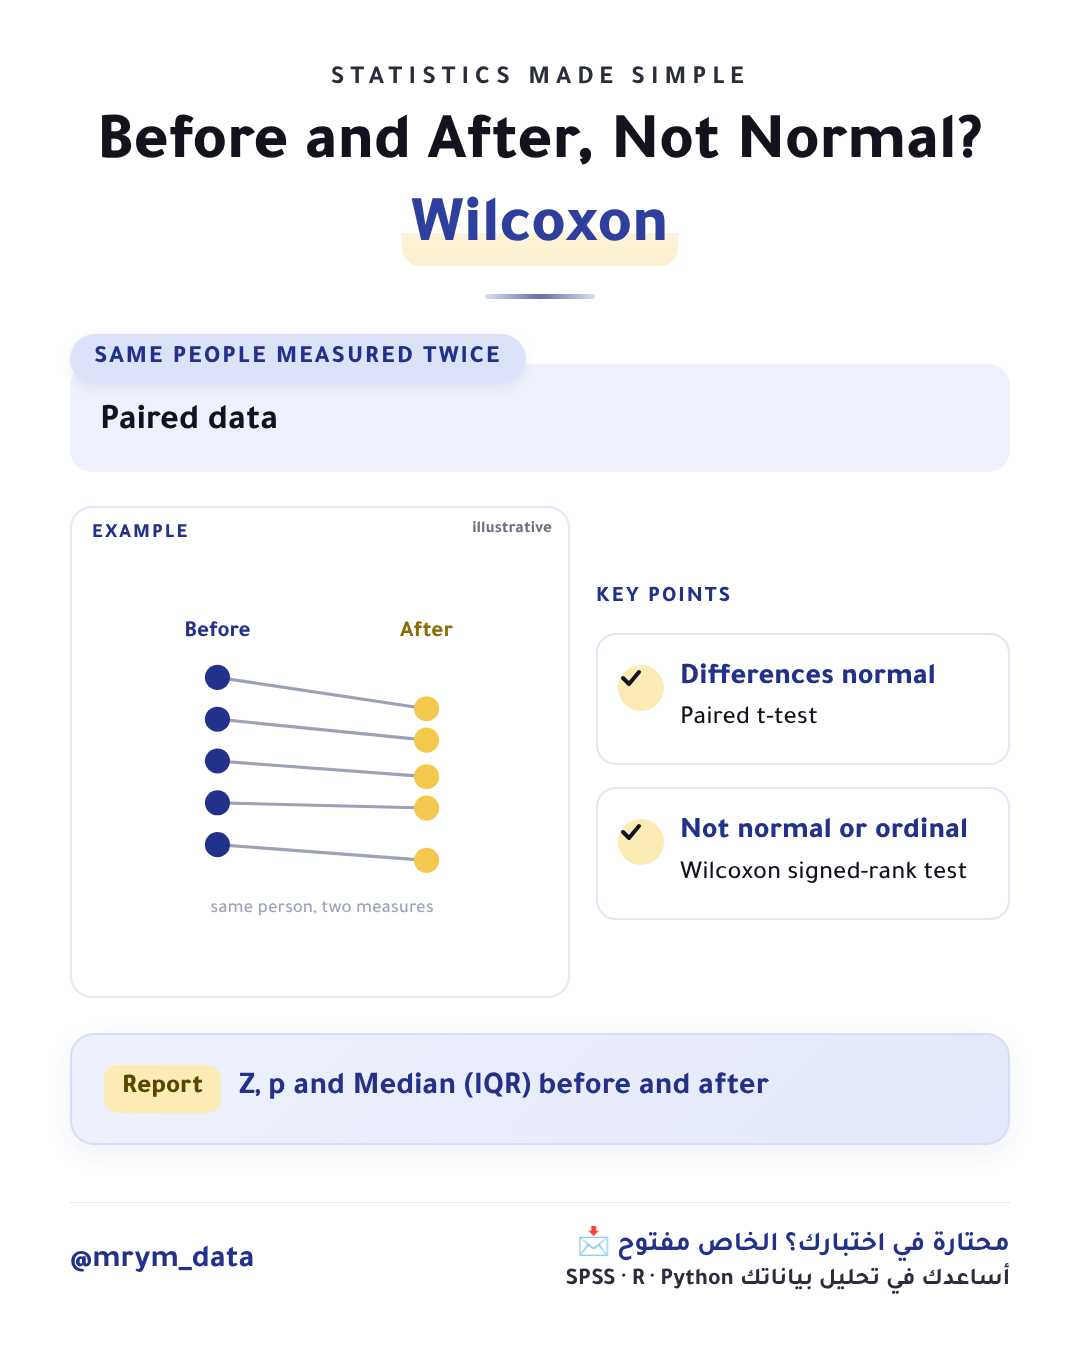 STATISTICS MADE SIMPLE
Before and After, Not Normal?
Wilcoxon
SAME PEOPLE MEASURED TWICE
Paired data
EXAMPLE
illustrative
Before
After
same person, two measures
KEY POINTS
Differences normal
Paired t-test
Not normal or ordinal
Wilcoxon signed-rank test
Report
Z, p and Median (IQR) before and after
@mrym_data
محتارة في اختبارك؟ الخاص مفتوح 📩
أساعدك في تحليل بياناتك SPSS · R · Python